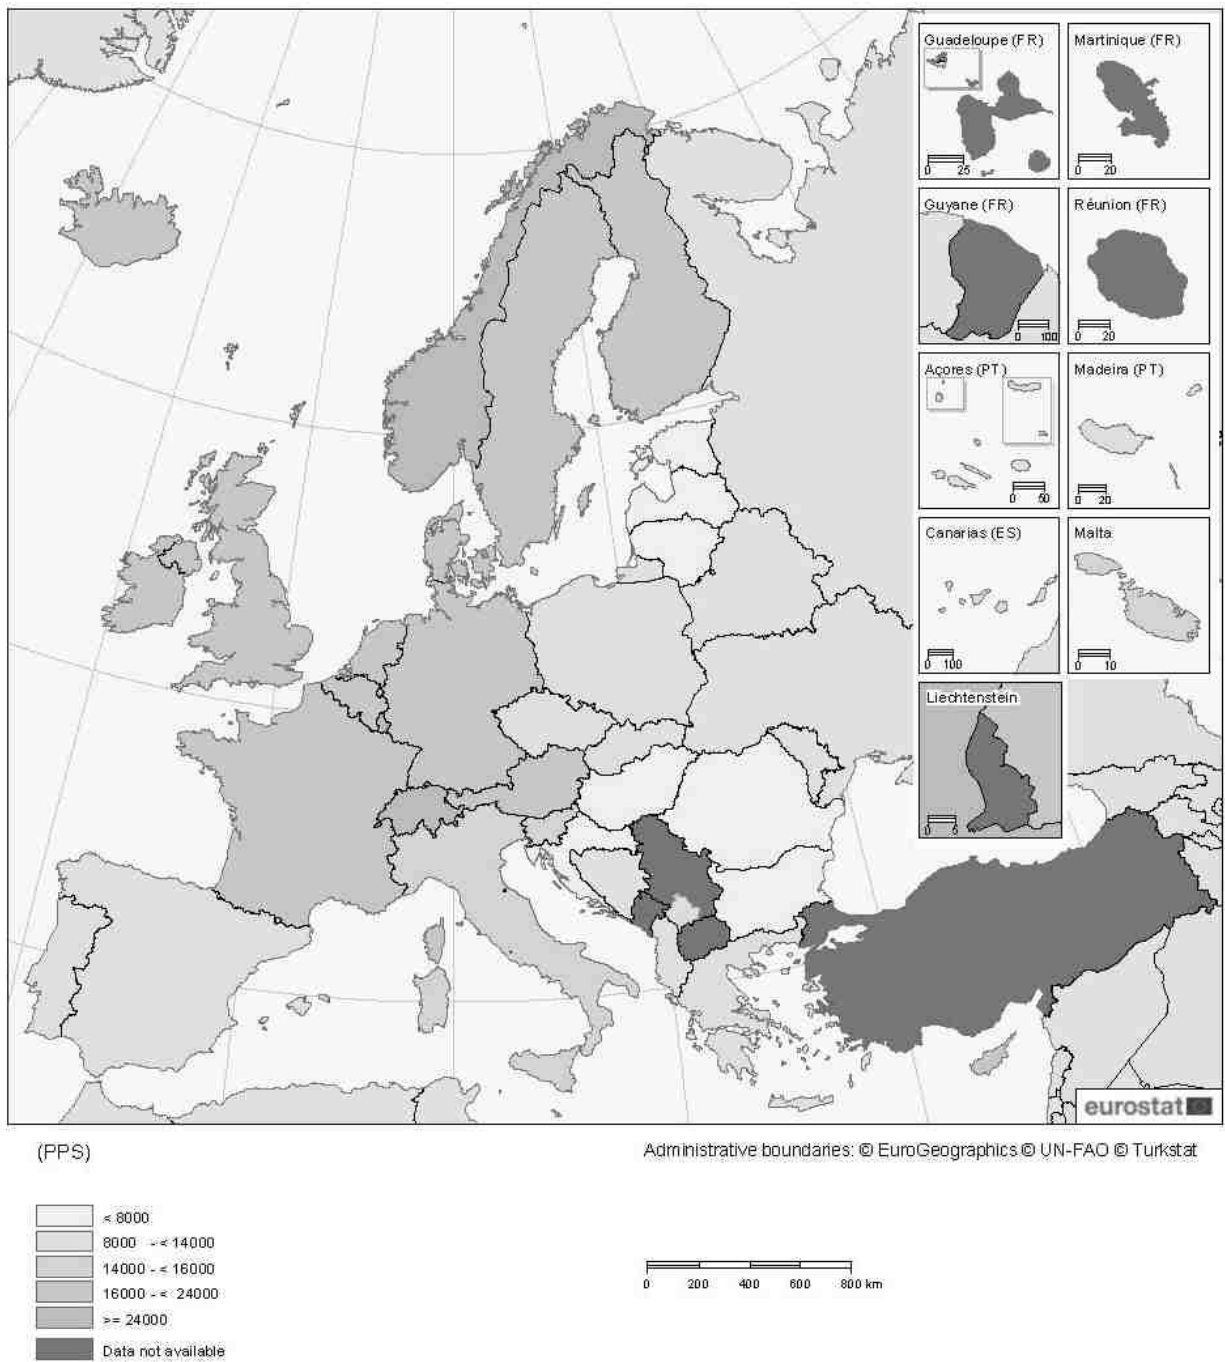 Guadeloupe (FR)
0 25
Martinique (FR)
0 20
Guyane (FR)
0 100
Réunion (FR)
0 20
Açores (PT)
0 50
Madeira (PT)
0 20
Canarias (ES)
0 100
Malta
0 10
Liechtenstein
0
eurostat
(PPS)
Administrative boundaries: © EuroGeographics © UN-FAO © Turkstat
< 8000
8000 - < 14000
14000 - < 16000
16000 - < 24000
>= 24000
Data not available
0 200 400 600 800 km